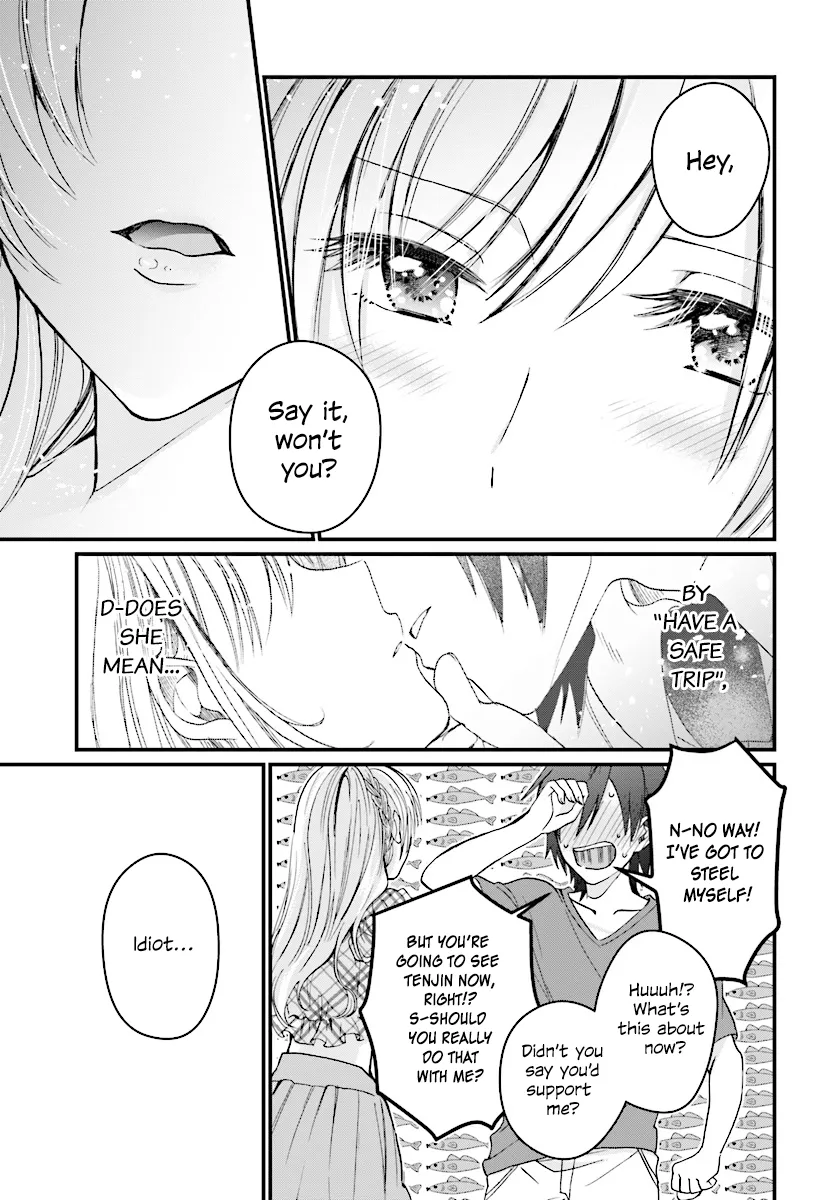 Hey,
Say it,
won't
you?
BY
"HAVE A
SAFE
TRIP",
D-DOES
SHE
MEAN...
N-NO WAY!
I'VE GOT TO
STEEL
MYSELF!
Huuuh!?
What's
this about
now?
Didn't you
say you'd
support
me?
BUT YOU'RE
GOING TO SEE
TENJIN NOW,
RIGHT!?
S-SHOULD
YOU REALLY
DO THAT
WITH ME?
Idiot...